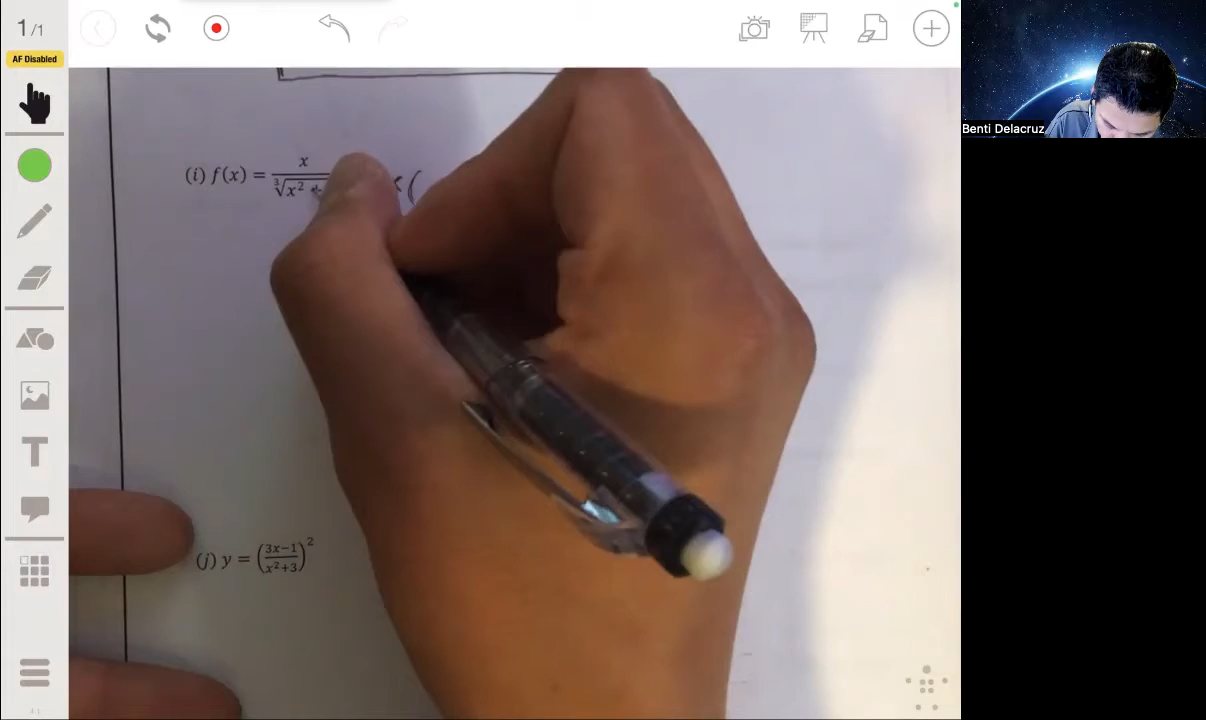 1/1
AF Disabled
Benti Delacruz
(i) f(x) = x/∛(x² + x(
T
(j) y = ((3x−1)/(x²+3))²